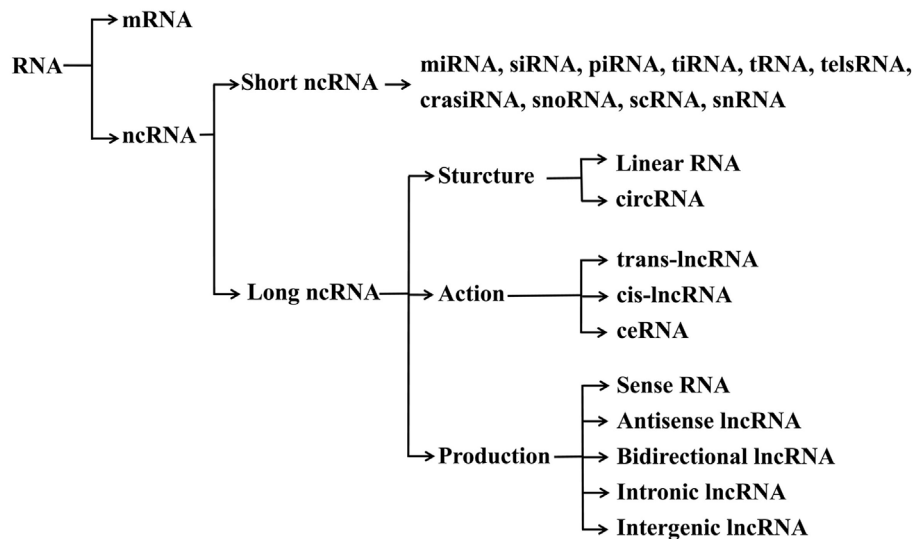 RNA
mRNA
ncRNA
Short ncRNA
miRNA, siRNA, piRNA, tiRNA, tRNA, telsRNA,
crasiRNA, snoRNA, scRNA, snRNA
Long ncRNA
Sturcture
Linear RNA
circRNA
Action
trans-lncRNA
cis-lncRNA
ceRNA
Production
Sense RNA
Antisense lncRNA
Bidirectional lncRNA
Intronic lncRNA
Intergenic lncRNA